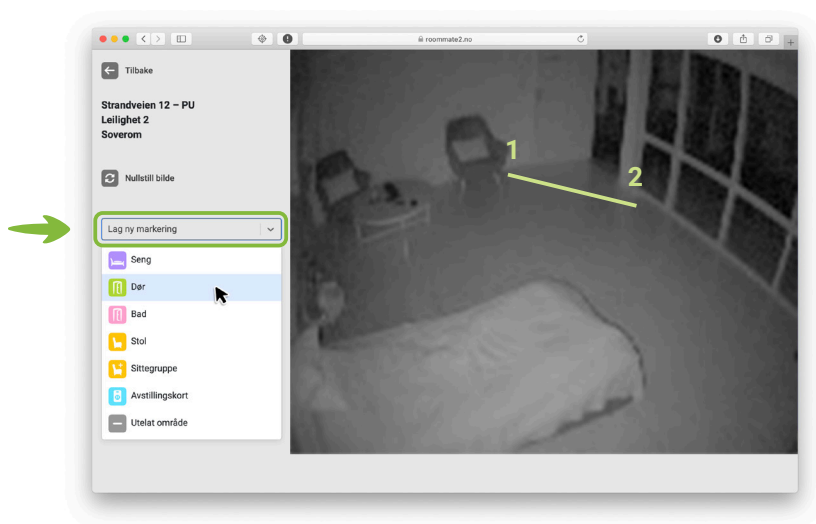 roommate2.no
Tilbake
Strandveien 12 – PU
Leilighet 2
Soverom
Nullstill bilde
Lag ny markering
Seng
Dør
Bad
Stol
Sittegruppe
Avstillingskort
Utelat område
1
2